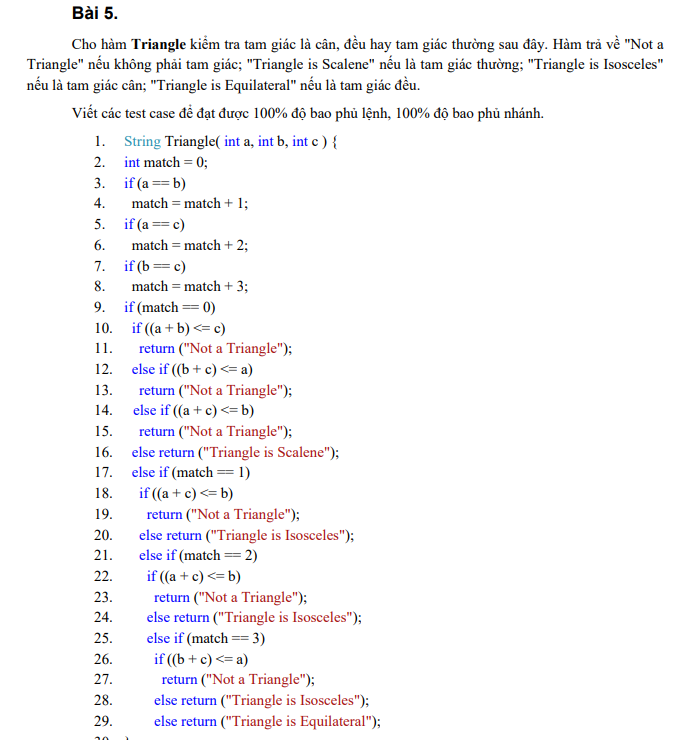 Bài 5.
Cho hàm Triangle kiểm tra tam giác là cân, đều hay tam giác thường sau đây. Hàm trả về "Not a
Triangle" nếu không phải tam giác; "Triangle is Scalene" nếu là tam giác thường; "Triangle is Isosceles"
nếu là tam giác cân; "Triangle is Equilateral" nếu là tam giác đều.
Viết các test case để đạt được 100% độ bao phủ lệnh, 100% độ bao phủ nhánh.
1. String Triangle( int a, int b, int c ) {
2. int match = 0;
3. if (a == b)
4. match = match + 1;
5. if (a == c)
6. match = match + 2;
7. if (b == c)
8. match = match + 3;
9. if (match == 0)
10. if ((a + b) <= c)
11. return ("Not a Triangle");
12. else if ((b + c) <= a)
13. return ("Not a Triangle");
14. else if ((a + c) <= b)
15. return ("Not a Triangle");
16. else return ("Triangle is Scalene");
17. else if (match == 1)
18. if ((a + c) <= b)
19. return ("Not a Triangle");
20. else return ("Triangle is Isosceles");
21. else if (match == 2)
22. if ((a + c) <= b)
23. return ("Not a Triangle");
24. else return ("Triangle is Isosceles");
25. else if (match == 3)
26. if ((b + c) <= a)
27. return ("Not a Triangle");
28. else return ("Triangle is Isosceles");
29. else return ("Triangle is Equilateral");